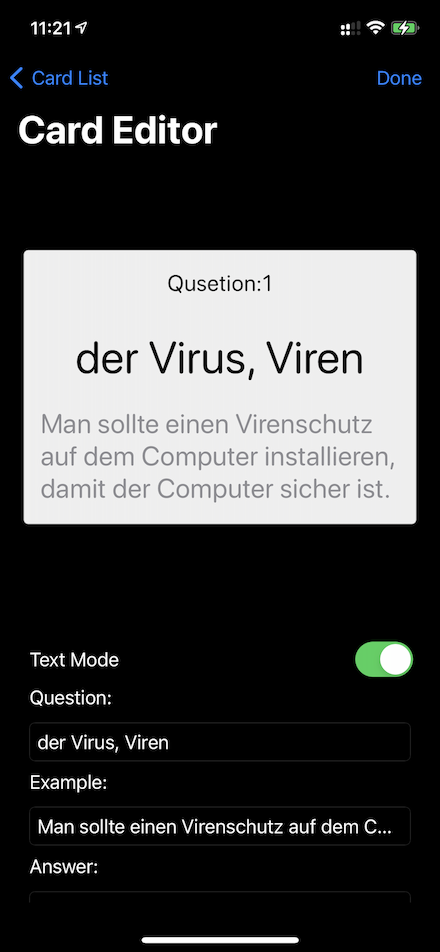 11:21
Card List
Done
Card Editor
Qusetion:1
der Virus, Viren
Man sollte einen Virenschutz
auf dem Computer installieren,
damit der Computer sicher ist.
Text Mode
Question:
der Virus, Viren
Example:
Man sollte einen Virenschutz auf dem C...
Answer: